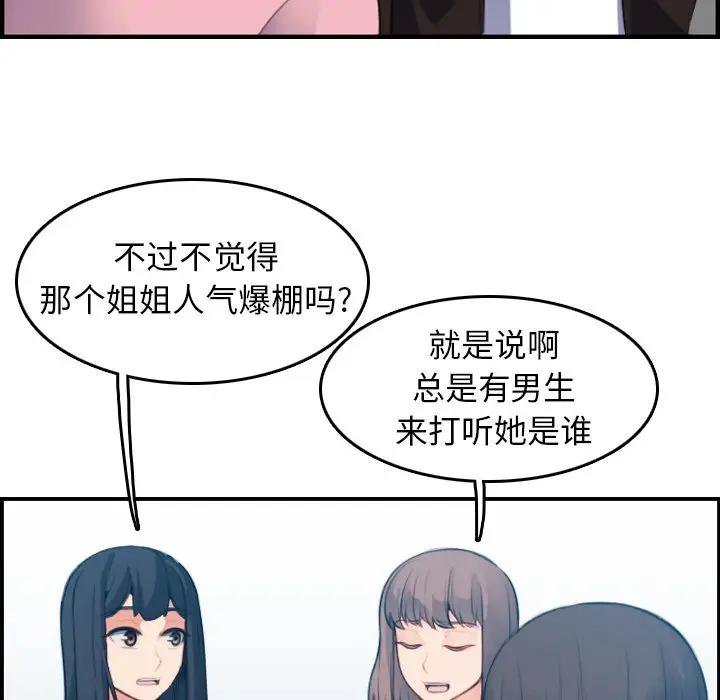 不过不觉得
那个姐姐人气爆棚吗?
就是说啊
总是有男生
来打听她是谁